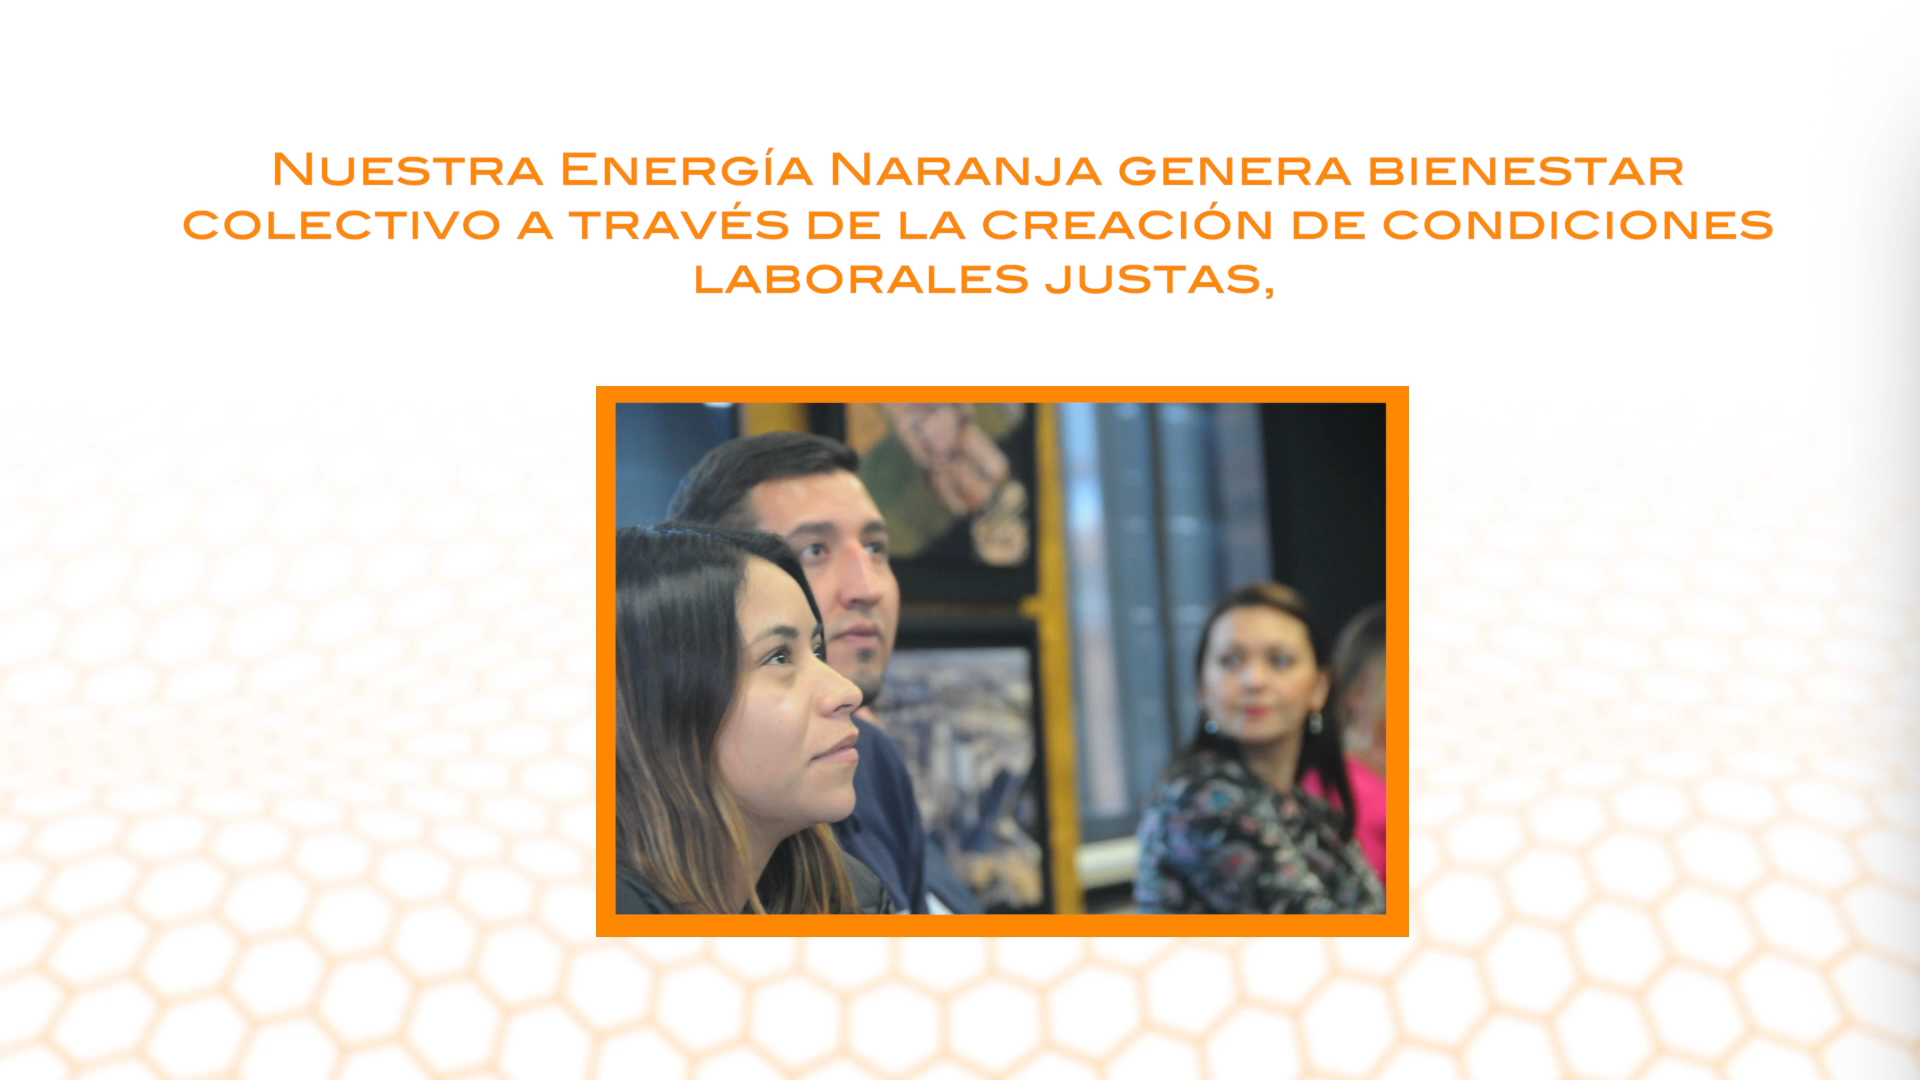 Nuestra Energía Naranja genera bienestar
colectivo a través de la creación de condiciones
laborales justas,